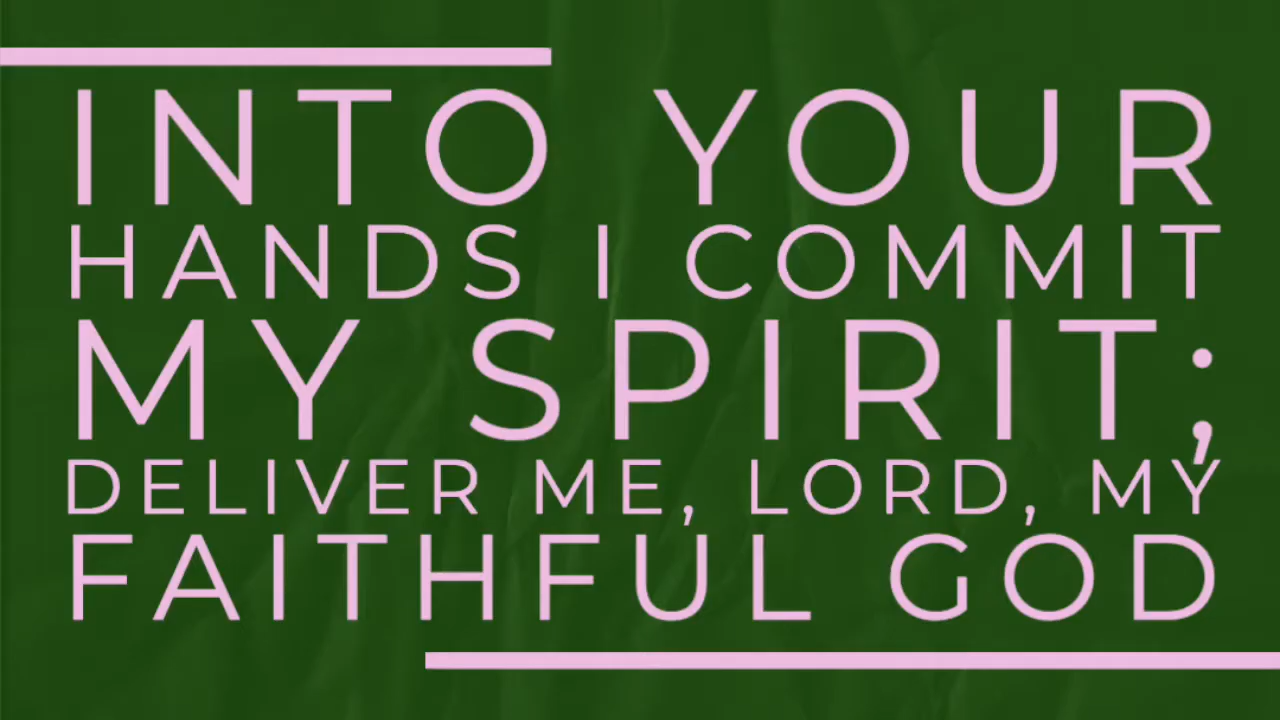 INTO YOUR
HANDS I COMMIT
MY SPIRIT;
DELIVER ME, LORD, MY
FAITHFUL GOD